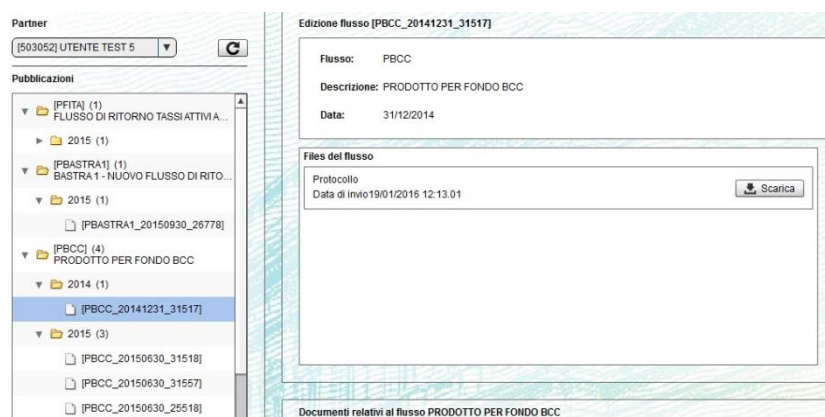 Partner
[503052] UTENTE TEST 5
Pubblicazioni
[PFITA] (1)
FLUSSO DI RITORNO TASSI ATTIVI A...
2015 (1)
[PBASTRA1] (1)
BASTRA 1 - NUOVO FLUSSO DI RITO...
2015 (1)
[PBASTRA1_20150930_26778]
[PBCC] (4)
PRODOTTO PER FONDO BCC
2014 (1)
[PBCC_20141231_31517]
2015 (3)
[PBCC_20150630_31518]
[PBCC_20150630_31557]
[PBCC_20150630_25518]
Edizione flusso [PBCC_20141231_31517]
Flusso: PBCC
Descrizione: PRODOTTO PER FONDO BCC
Data: 31/12/2014
Files del flusso
Protocollo
Data di invio19/01/2016 12:13.01
Scarica
Documenti relativi al flusso PRODOTTO PER FONDO BCC